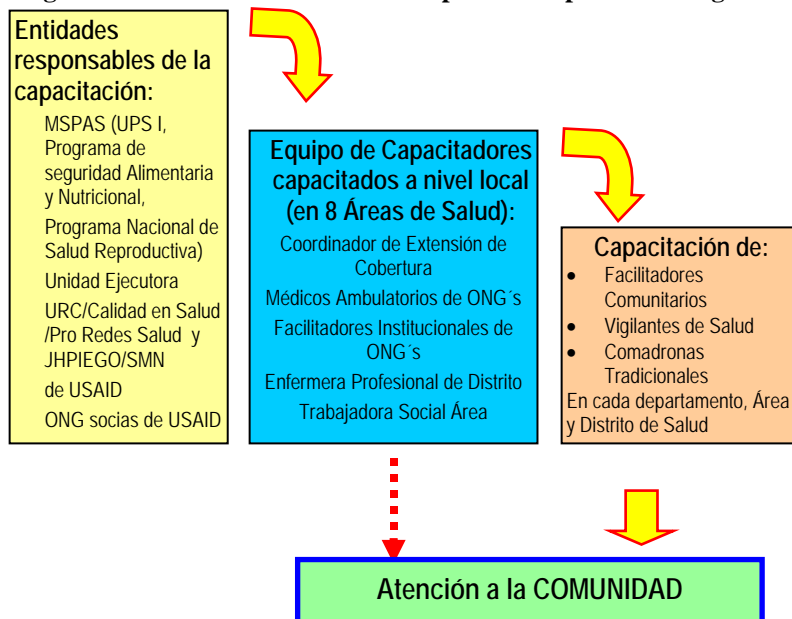 Entidades
responsables de la
capacitación:
MSPAS (UPS I,
Programa de
seguridad Alimentaria
y Nutricional,
Programa Nacional de
Salud Reproductiva)
Unidad Ejecutora
URC/Calidad en Salud
/Pro Redes Salud y
JHPIEGO/SMN
de USAID
ONG socias de USAID
Equipo de Capacitadores
capacitados a nivel local
(en 8 Áreas de Salud):
Coordinador de Extensión de
Cobertura
Médicos Ambulatorios de ONG´s
Facilitadores Institucionales de
ONG´s
Enfermera Profesional de Distrito
Trabajadora Social Área
Capacitación de:
• Facilitadores
Comunitarios
• Vigilantes de Salud
• Comadronas
Tradicionales
En cada departamento, Área
y Distrito de Salud
Atención a la COMUNIDAD